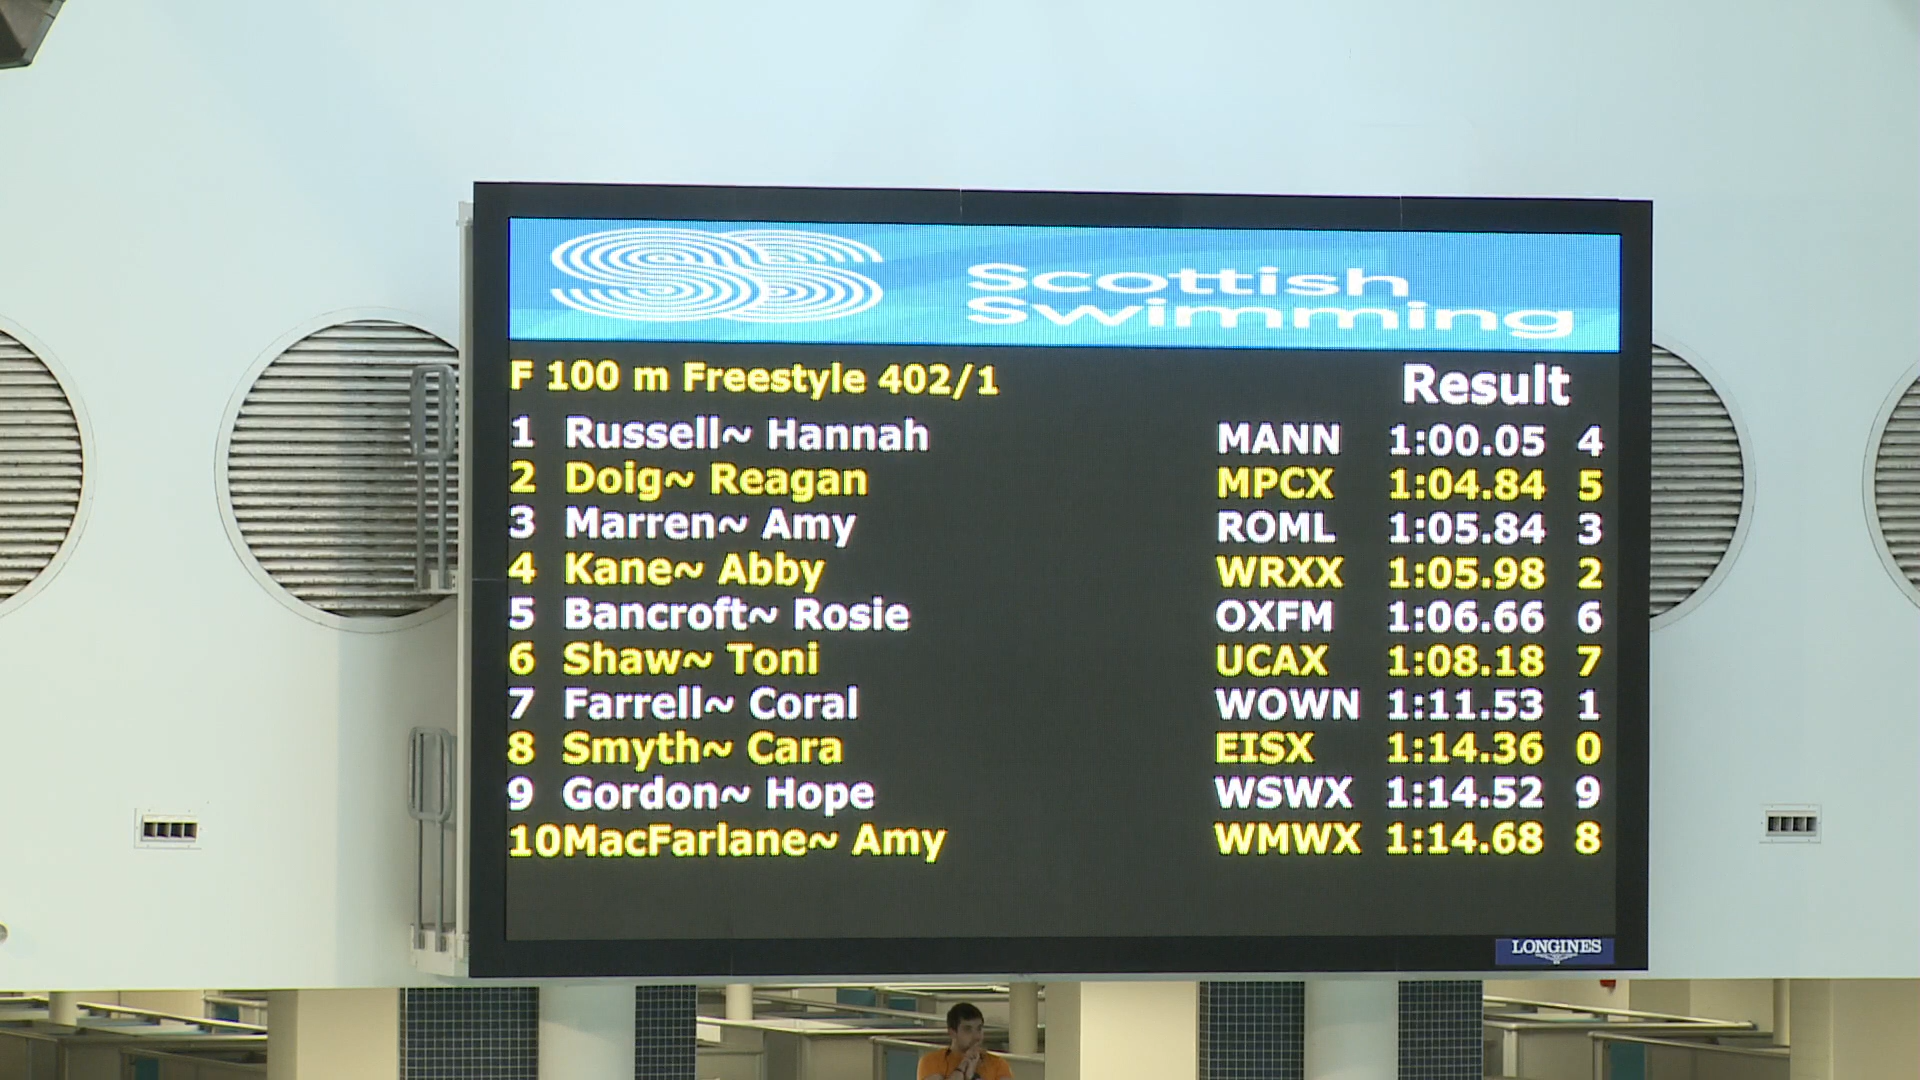 Scottish
Swimming
F 100 m Freestyle 402/1 Result
1 Russell~ Hannah MANN 1:00.05 4
2 Doig~ Reagan MPCX 1:04.84 5
3 Marren~ Amy ROML 1:05.84 3
4 Kane~ Abby WRXX 1:05.98 2
5 Bancroft~ Rosie OXFM 1:06.66 6
6 Shaw~ Toni UCAX 1:08.18 7
7 Farrell~ Coral WOWN 1:11.53 1
8 Smyth~ Cara EISX 1:14.36 0
9 Gordon~ Hope WSWX 1:14.52 9
10MacFarlane~ Amy WMWX 1:14.68 8
LONGINES